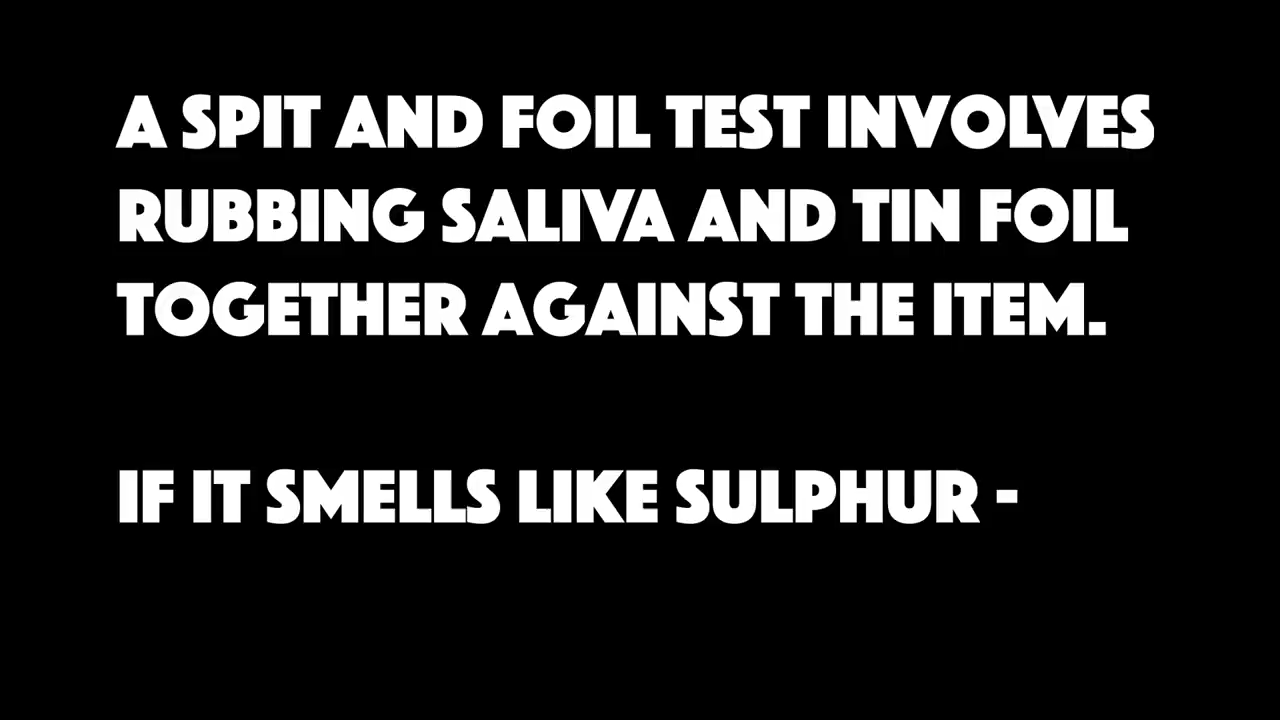 A SPIT AND FOIL TEST INVOLVES
RUBBING SALIVA AND TIN FOIL
TOGETHER AGAINST THE ITEM.
IF IT SMELLS LIKE SULPHUR -